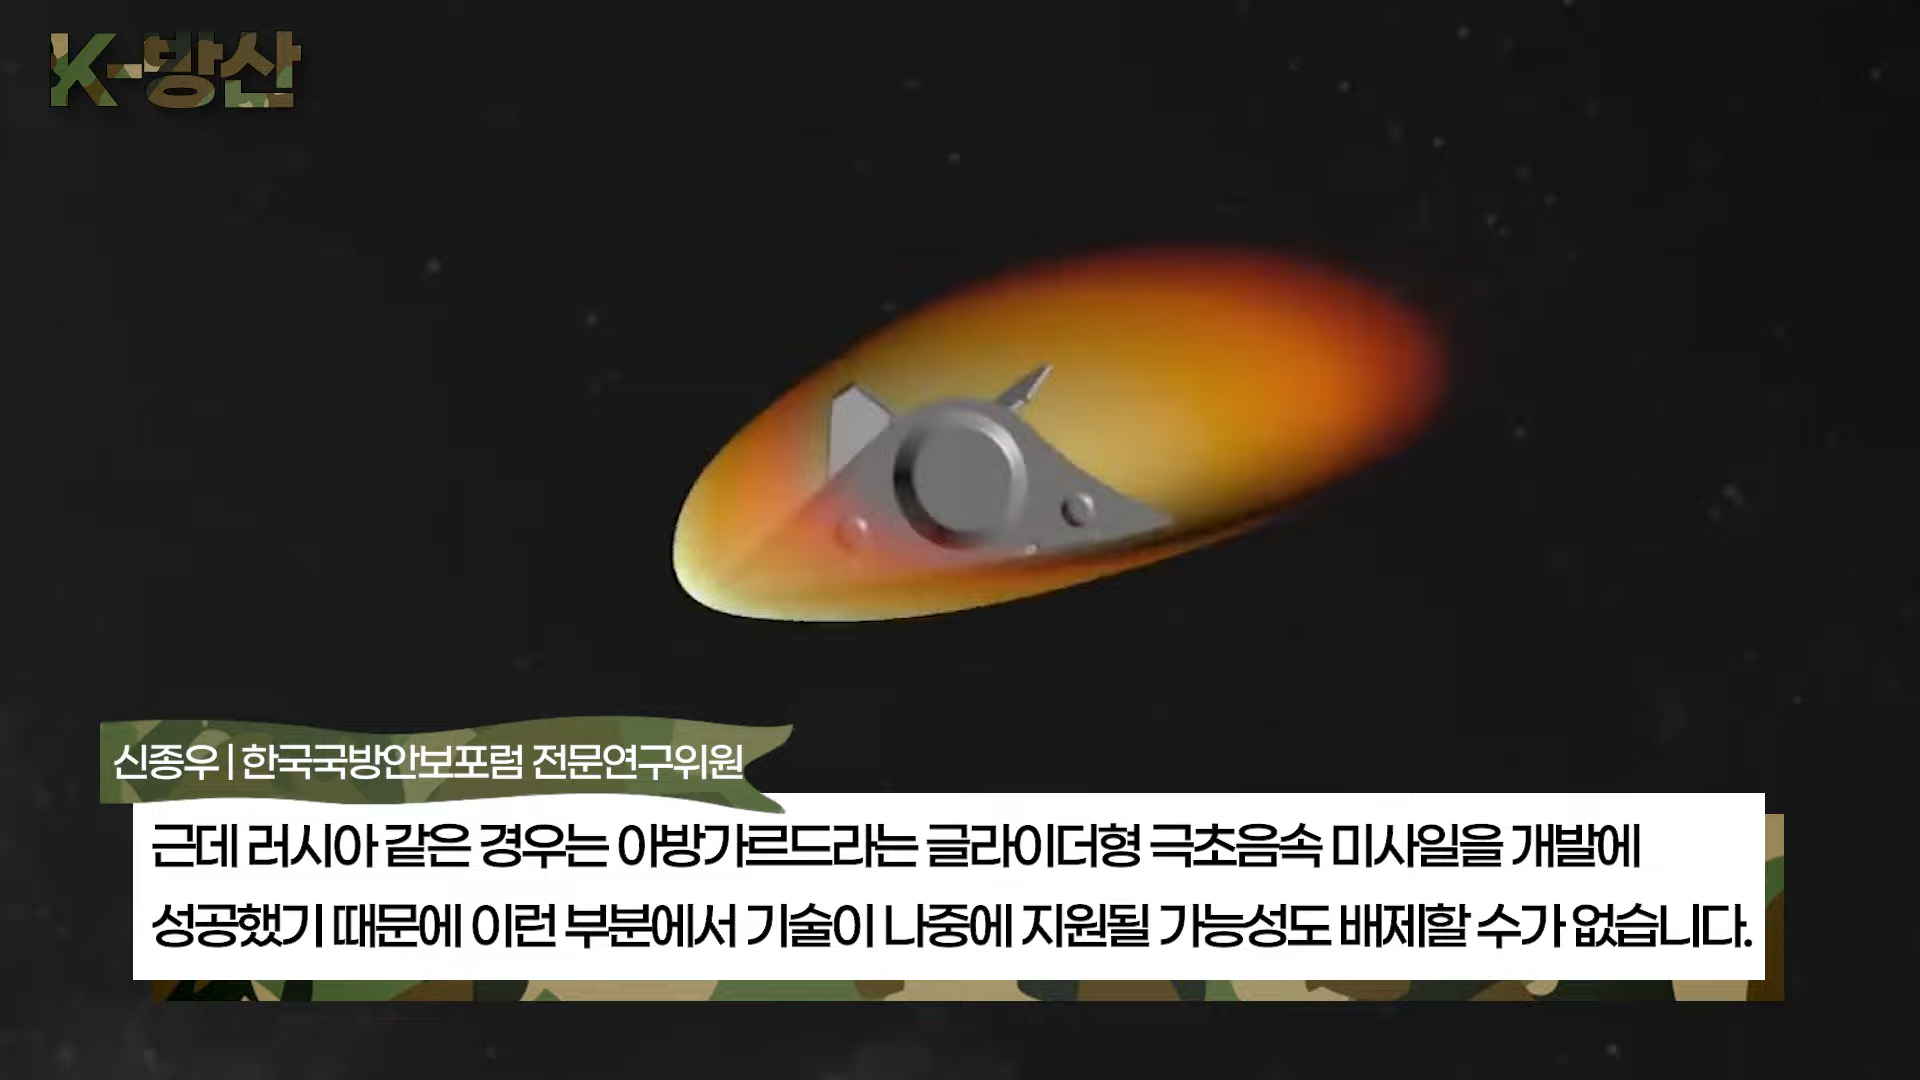 K-방산
신종우 | 한국국방안보포럼 전문연구위원
근데 러시아 같은 경우는 아방가르드라는 글라이더형 극초음속 미사일을 개발에
성공했기 때문에 이런 부분에서 기술이 나중에 지원될 가능성도 배제할 수가 없습니다.